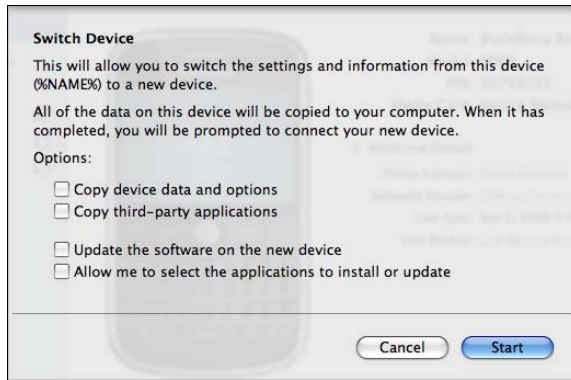 Switch Device
This will allow you to switch the settings and information from this device
(%NAME%) to a new device.
All of the data on this device will be copied to your computer. When it has
completed, you will be prompted to connect your new device.
Options:
Copy device data and options
Copy third-party applications
Update the software on the new device
Allow me to select the applications to install or update
Cancel
Start